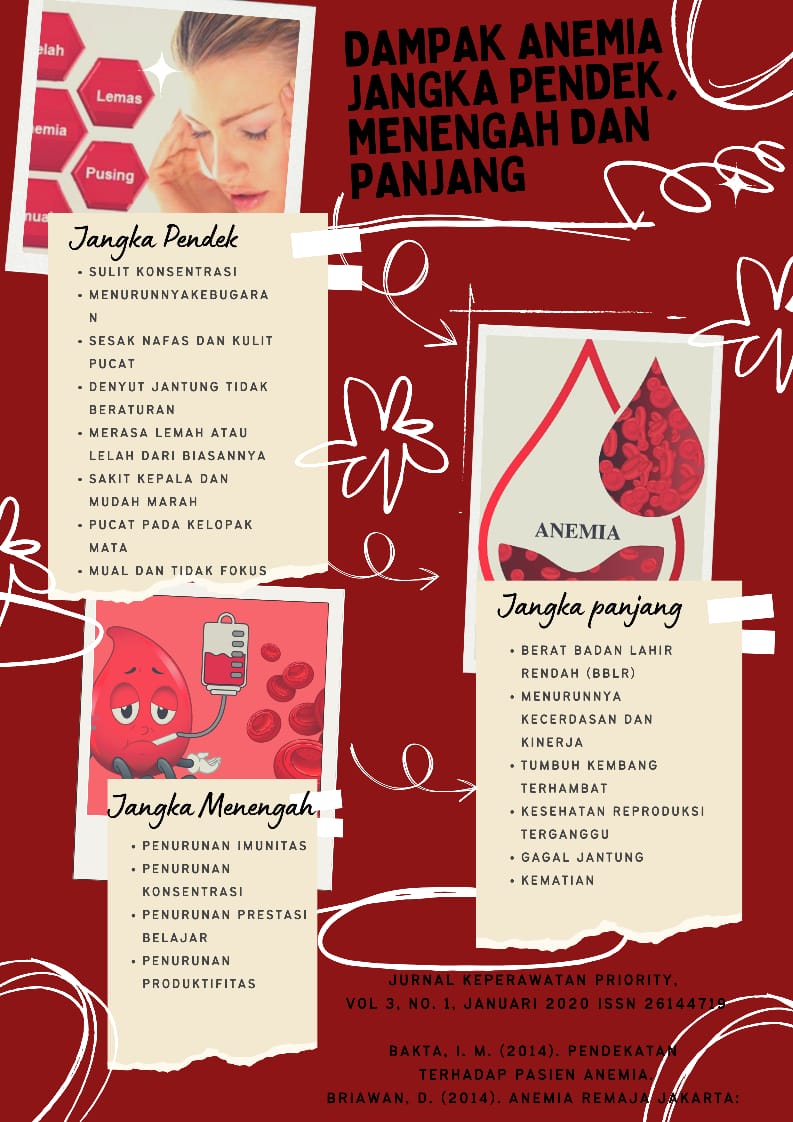 DAMPAK ANEMIA
JANGKA PENDEK,
MENENGAH DAN
PANJANG
elah
Lemas
emia
Pusing
mua
Jangka Pendek
• SULIT KONSENTRASI
• MENURUNNYAKEBUGARA
N
• SESAK NAFAS DAN KULIT
PUCAT
• DENYUT JANTUNG TIDAK
BERATURAN
• MERASA LEMAH ATAU
LELAH DARI BIASANNYA
• SAKIT KEPALA DAN
MUDAH MARAH
• PUCAT PADA KELOPAK
MATA
• MUAL DAN TIDAK FOKUS
ANEMIA
Jangka panjang
• BERAT BADAN LAHIR
RENDAH (BBLR)
• MENURUNNYA
KECERDASAN DAN
KINERJA
• TUMBUH KEMBANG
TERHAMBAT
• KESEHATAN REPRODUKSI
TERGANGGU
• GAGAL JANTUNG
• KEMATIAN
Jangka Menengah
• PENURUNAN IMUNITAS
• PENURUNAN
KONSENTRASI
• PENURUNAN PRESTASI
BELAJAR
• PENURUNAN
PRODUKTIFITAS
JURNAL KEPERAWATAN PRIORITY,
VOL 3, NO. 1, JANUARI 2020 ISSN 26144719
BAKTA, I. M. (2014). PENDEKATAN
TERHADAP PASIEN ANEMIA.
BRIAWAN, D. (2014). ANEMIA REMAJA JAKARTA: